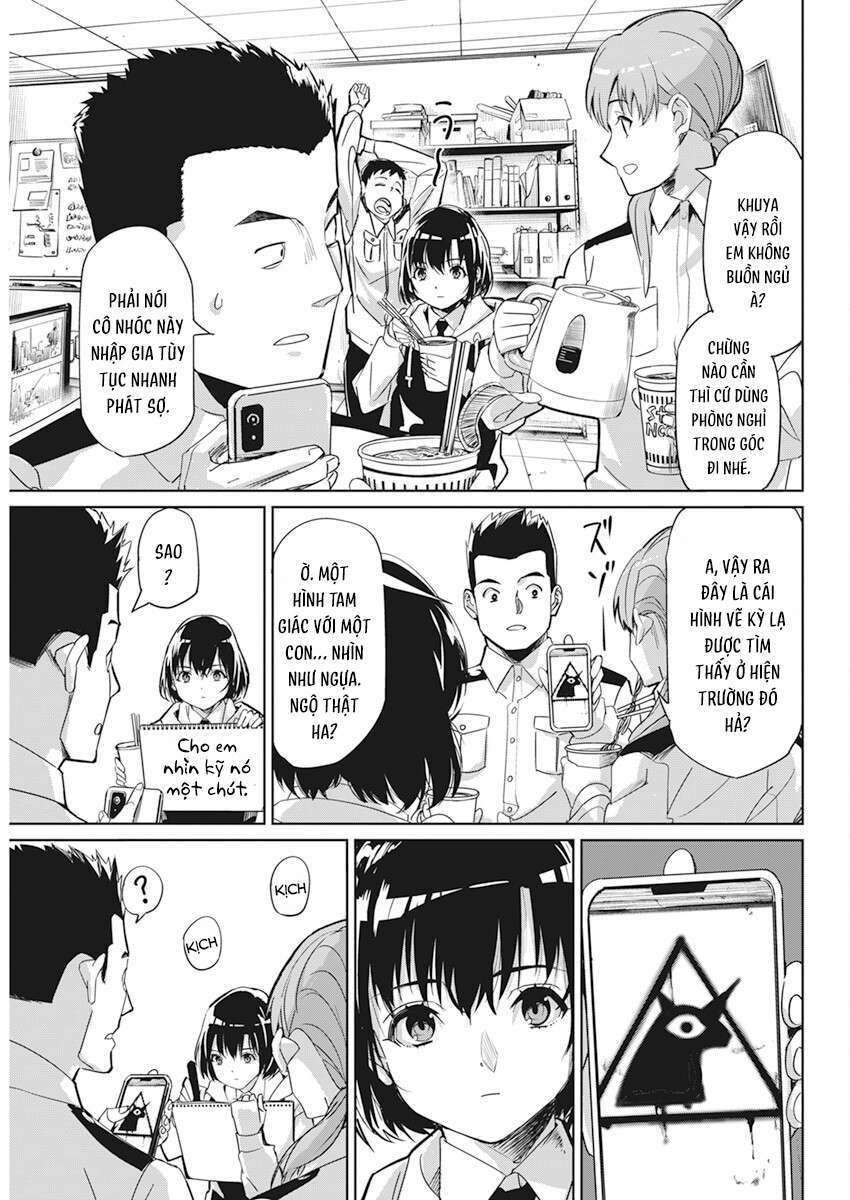 KHUYA
VẬY RỒI
EM KHÔNG
BUỒN NGỦ
À?
CHỪNG
NÀO CẦN
THÌ CỨ DÙNG
PHÒNG NGHỈ
TRONG GÓC
ĐI NHÉ.
PHẢI NÓI
CÔ NHÓC NÀY
NHẬP GIA TÙY
TỤC NHANH
PHÁT SỢ.
A, VẬY RA
ĐÂY LÀ CÁI
HÌNH VẼ KỲ LẠ
ĐƯỢC TÌM
THẤY Ở HIỆN
TRƯỜNG ĐÓ
HẢ?
ズッ
Ờ. MỘT
HÌNH TAM
GIÁC VỚI MỘT
CON... NHÌN
NHƯ NGỰA.
NGỘ THẬT
HA?
SAO
?
Cho em
nhìn kỹ nó
một chút.
KỊCH
KỊCH
?